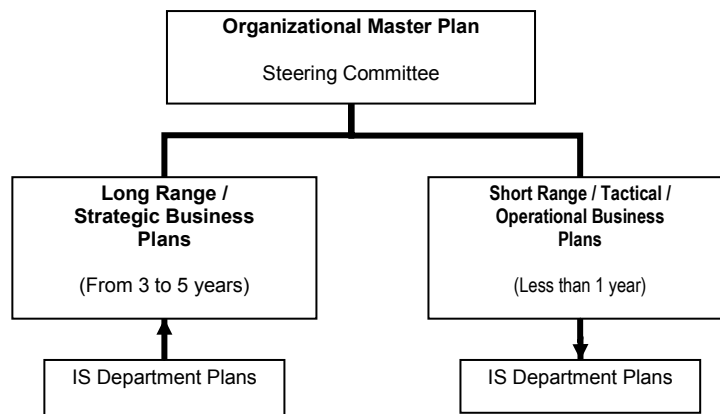 Organizational Master Plan
Steering Committee
Long Range /
Strategic Business
Plans
(From 3 to 5 years)
Short Range / Tactical /
Operational Business
Plans
(Less than 1 year)
IS Department Plans
IS Department Plans